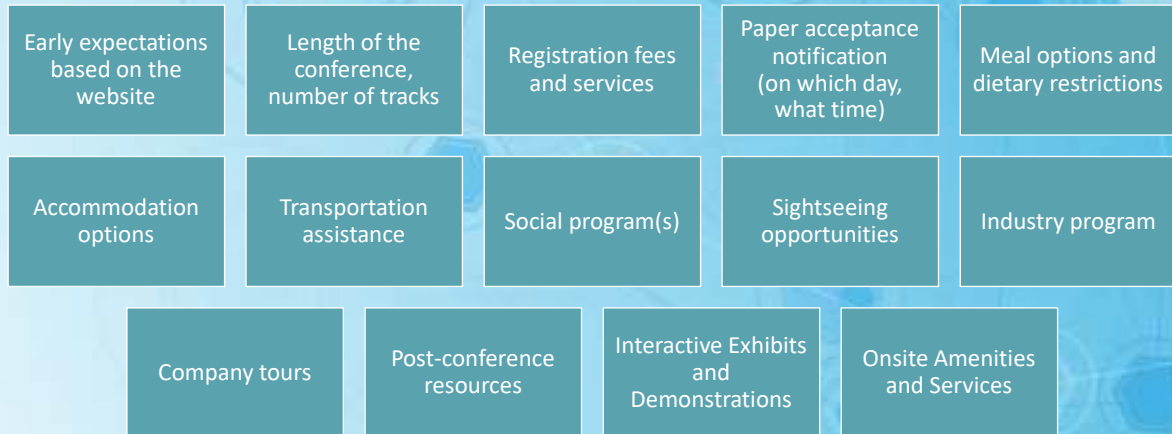 Early expectations
based on the
website
Length of the
conference,
number of tracks
Registration fees
and services
Paper acceptance
notification
(on which day,
what time)
Meal options and
dietary restrictions
Accommodation
options
Transportation
assistance
Social program(s)
Sightseeing
opportunities
Industry program
Company tours
Post-conference
resources
Interactive Exhibits
and
Demonstrations
Onsite Amenities
and Services